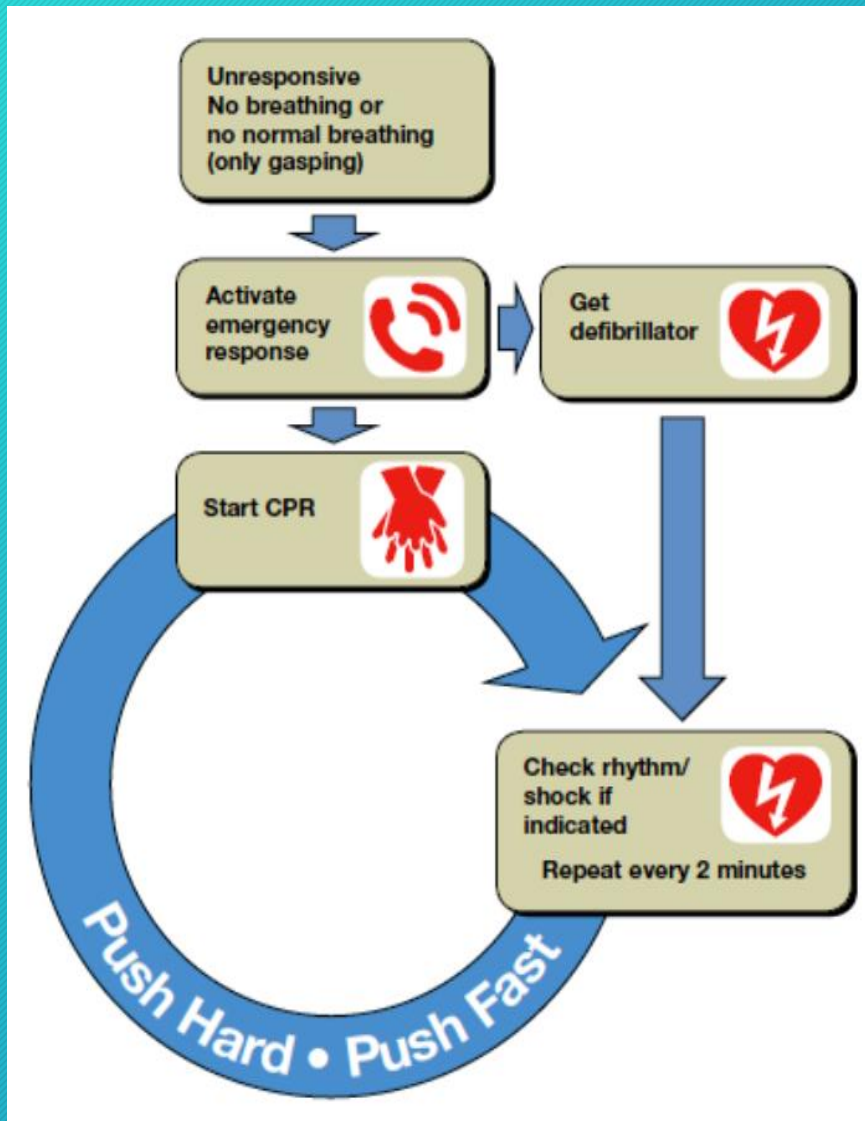 Unresponsive
No breathing or
no normal breathing
(only gasping)
Activate
emergency
response
Get
defibrillator
Start CPR
Check rhythm/
shock if
indicated
Repeat every 2 minutes
Push Hard • Push Fast